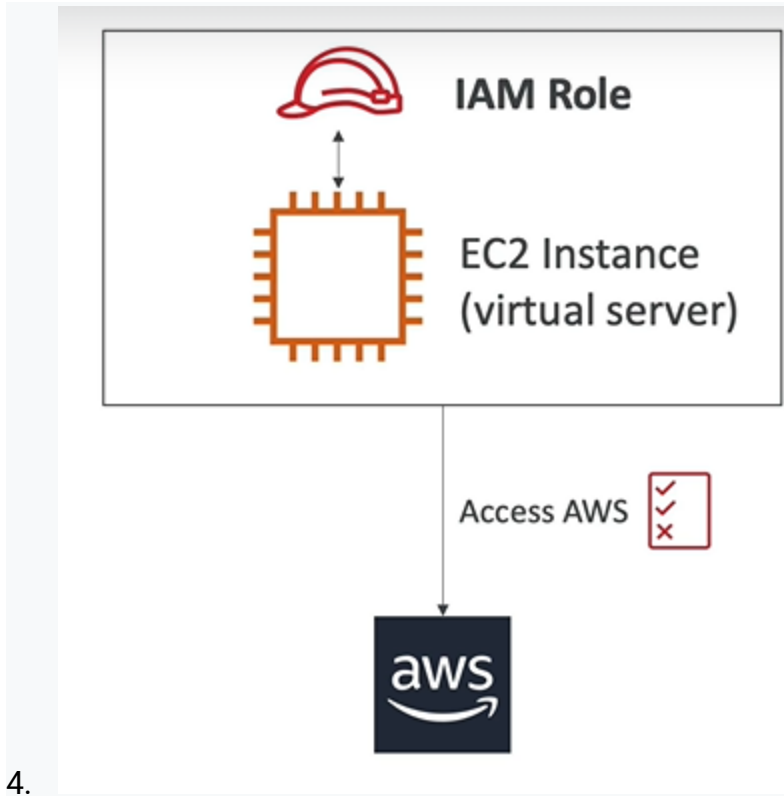 IAM Role
EC2 Instance
(virtual server)
Access AWS
aws
4.